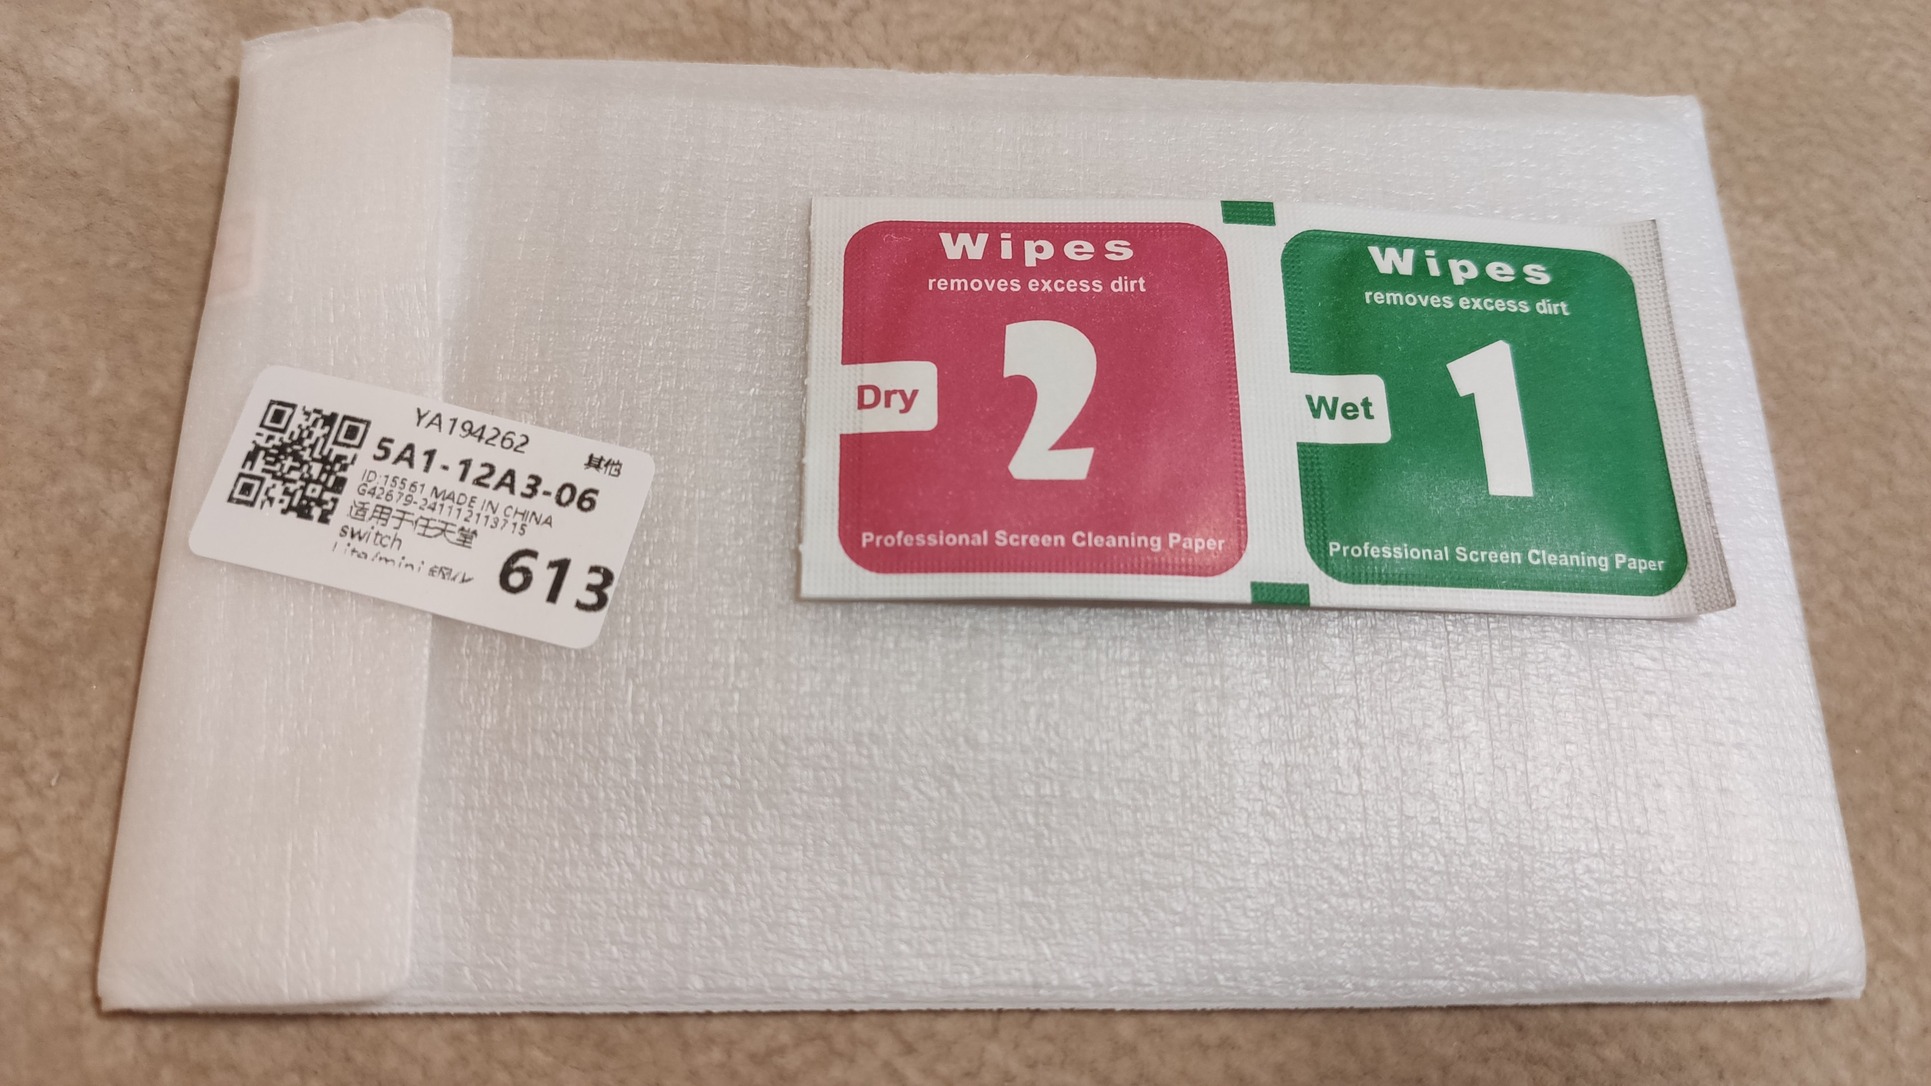 YA194262
5A1-12A3-06
其他
ID:15561 MADE IN CHINA
G42679-241112113715
适用于任天堂
switch
613
Wipes
removes excess dirt
Dry
2
Professional Screen Cleaning Paper
Wipes
removes excess dirt
Wet
1
Professional Screen Cleaning Paper